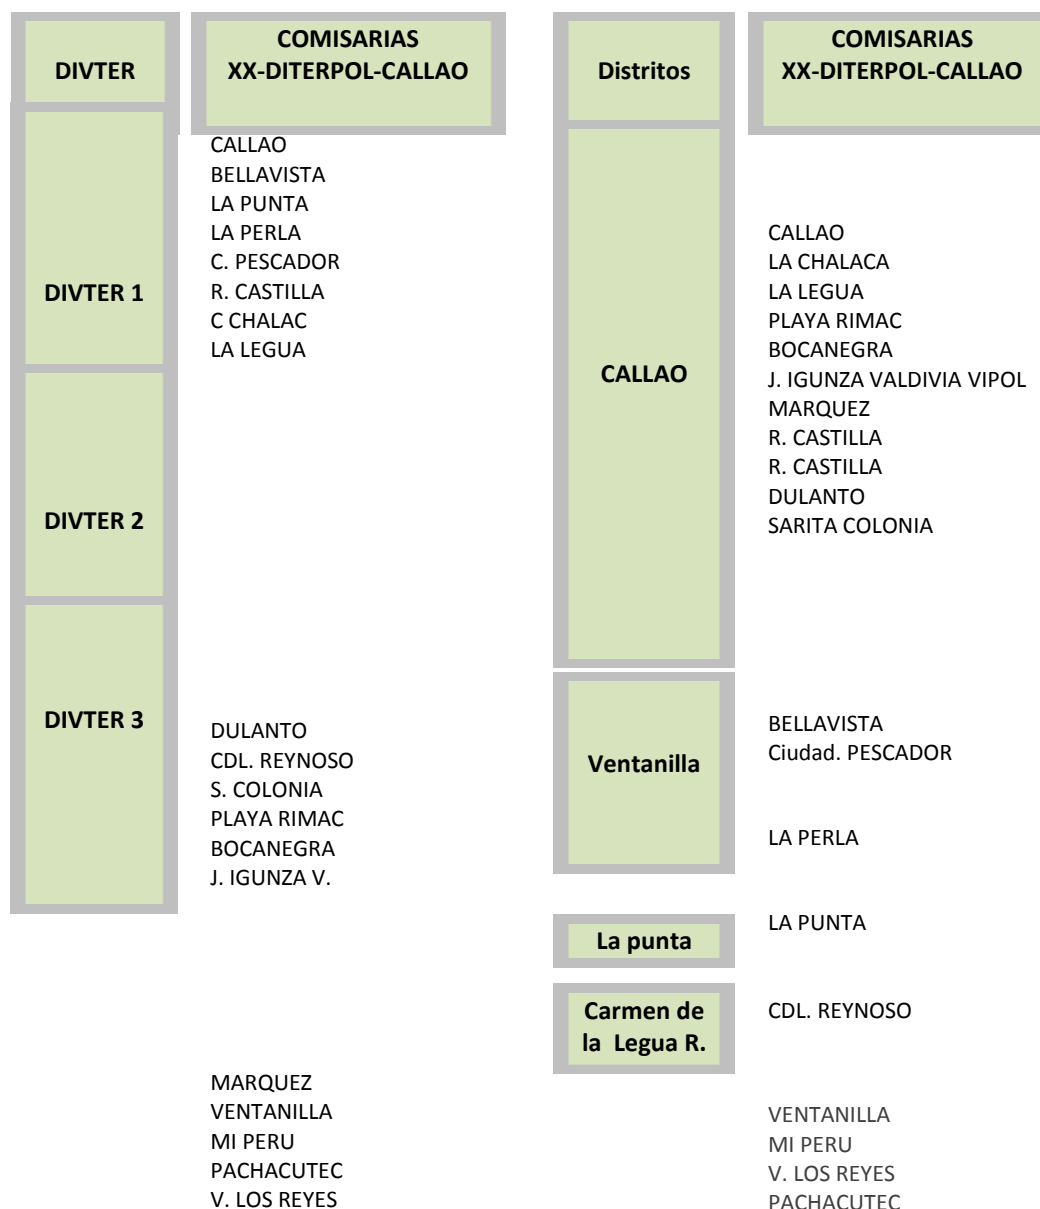 DIVTER
COMISARIAS
XX-DITERPOL-CALLAO
DIVTER 1
CALLAO
BELLAVISTA
LA PUNTA
LA PERLA
C. PESCADOR
R. CASTILLA
C CHALAC
LA LEGUA
DIVTER 2
DIVTER 3
DULANTO
CDL. REYNOSO
S. COLONIA
PLAYA RIMAC
BOCANEGRA
J. IGUNZA V.
MARQUEZ
VENTANILLA
MI PERU
PACHACUTEC
V. LOS REYES
Distritos
COMISARIAS
XX-DITERPOL-CALLAO
CALLAO
CALLAO
LA CHALACA
LA LEGUA
PLAYA RIMAC
BOCANEGRA
J. IGUNZA VALDIVIA VIPOL
MARQUEZ
R. CASTILLA
R. CASTILLA
DULANTO
SARITA COLONIA
Ventanilla
BELLAVISTA
Ciudad. PESCADOR
LA PERLA
La punta
LA PUNTA
Carmen de
la Legua R.
CDL. REYNOSO
VENTANILLA
MI PERU
V. LOS REYES
PACHACUTEC